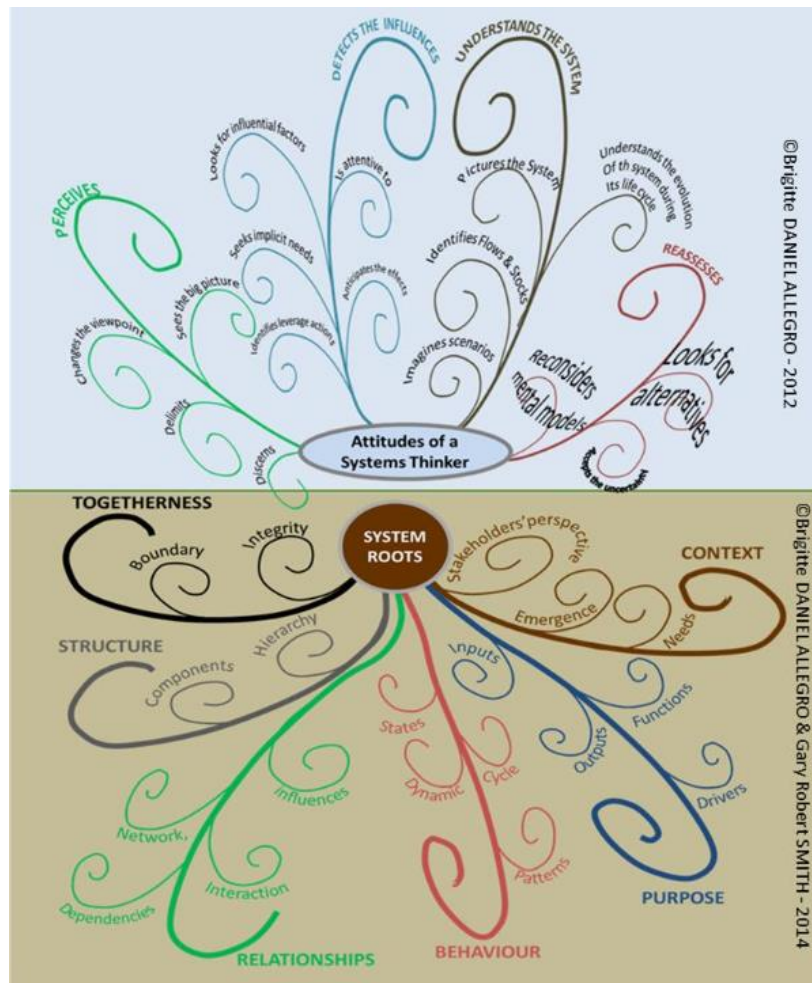 DETECTS THE INFLUENCES
UNDERSTANDS THE SYSTEM
Looks for influential factors
Is attentive to
Pictures the System
Understands the evolution
Of th system during
Its life cycle
PERCEIVES
Seeks implicit needs
Identifies Flows & Stocks
REASSESSES
Sees the big picture
Anticipates the effects
Changes the viewpoint
Identifies leverage actions
Imagines scenarios
Reconsiders
mental models
Looks for
alternatives
Delimits
Discerns
Accepts the uncertainty
Attitudes of a
Systems Thinker
©Brigitte DANIEL ALLEGRO - 2012
TOGETHERNESS
Boundary
Integrity
SYSTEM
ROOTS
Stakeholders' perspective
Emergence
Needs
CONTEXT
STRUCTURE
Components
Hierarchy
Inputs
Functions
Outputs
Drivers
PURPOSE
States
Dynamic
Cycle
Patterns
BEHAVIOUR
Influences
Network,
Interaction
Dependencies
RELATIONSHIPS
©Brigitte DANIEL ALLEGRO & Gary Robert SMITH - 2014